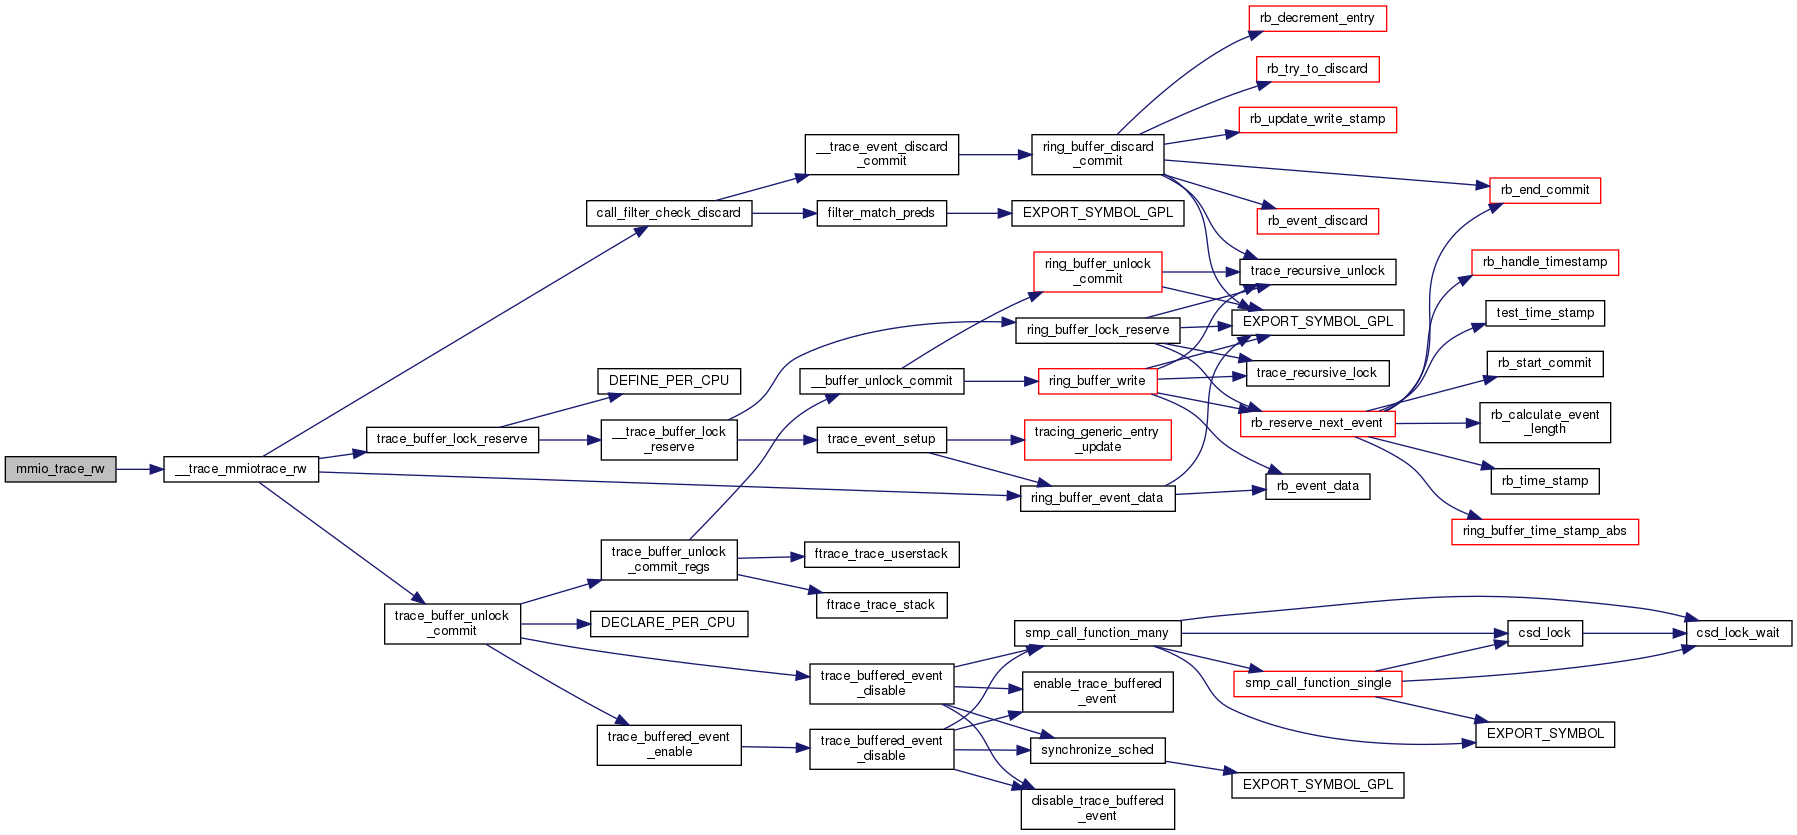 rb_decrement_entry
rb_try_to_discard
rb_update_write_stamp
__trace_event_discard
_commit
ring_buffer_discard
_commit
rb_end_commit
call_filter_check_discard
filter_match_preds
EXPORT_SYMBOL_GPL
rb_event_discard
ring_buffer_unlock
_commit
trace_recursive_unlock
rb_handle_timestamp
ring_buffer_lock_reserve
EXPORT_SYMBOL_GPL
test_time_stamp
DEFINE_PER_CPU
__buffer_unlock_commit
ring_buffer_write
trace_recursive_lock
rb_start_commit
trace_buffer_lock_reserve
__trace_buffer_lock
_reserve
trace_event_setup
tracing_generic_entry
_update
rb_reserve_next_event
rb_calculate_event
_length
mmio_trace_rw
__trace_mmiotrace_rw
ring_buffer_event_data
rb_event_data
rb_time_stamp
ring_buffer_time_stamp_abs
trace_buffer_unlock
_commit_regs
ftrace_trace_userstack
ftrace_trace_stack
trace_buffer_unlock
_commit
DECLARE_PER_CPU
smp_call_function_many
csd_lock
csd_lock_wait
trace_buffered_event
_disable
enable_trace_buffered
_event
smp_call_function_single
trace_buffered_event
_enable
trace_buffered_event
_disable
synchronize_sched
EXPORT_SYMBOL
EXPORT_SYMBOL_GPL
disable_trace_buffered
_event